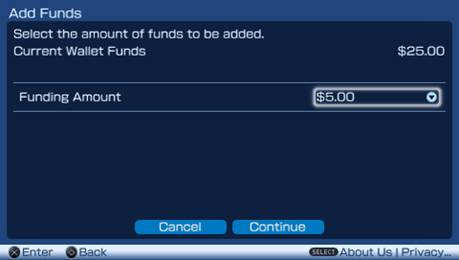 Add Funds
Select the amount of funds to be added.
Current Wallet Funds $25.00
Funding Amount $5.00
Cancel Continue
Enter Back SELECT About Us | Privacy...